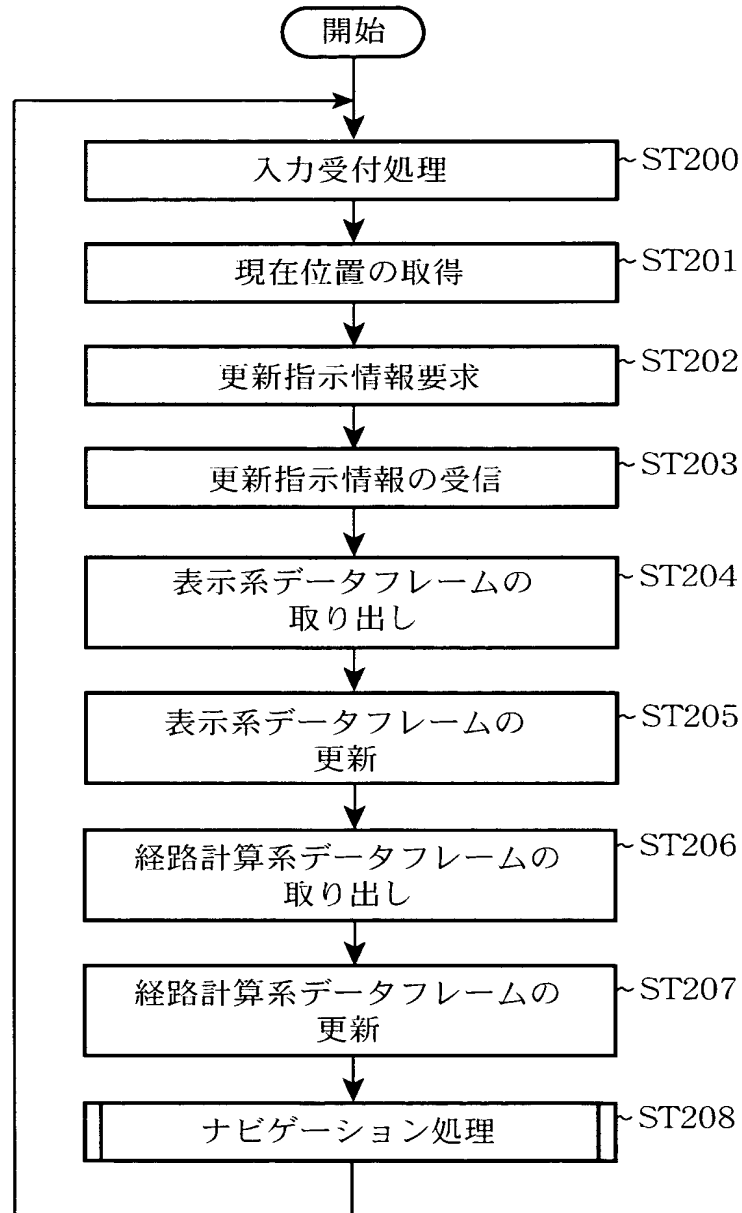 開始
入力受付処理
~ST200
現在位置の取得
~ST201
更新指示情報要求
~ST202
更新指示情報の受信
~ST203
表示系データフレームの
取り出し
~ST204
表示系データフレームの
更新
~ST205
経路計算系データフレームの
取り出し
~ST206
経路計算系データフレームの
更新
~ST207
ナビゲーション処理
~ST208